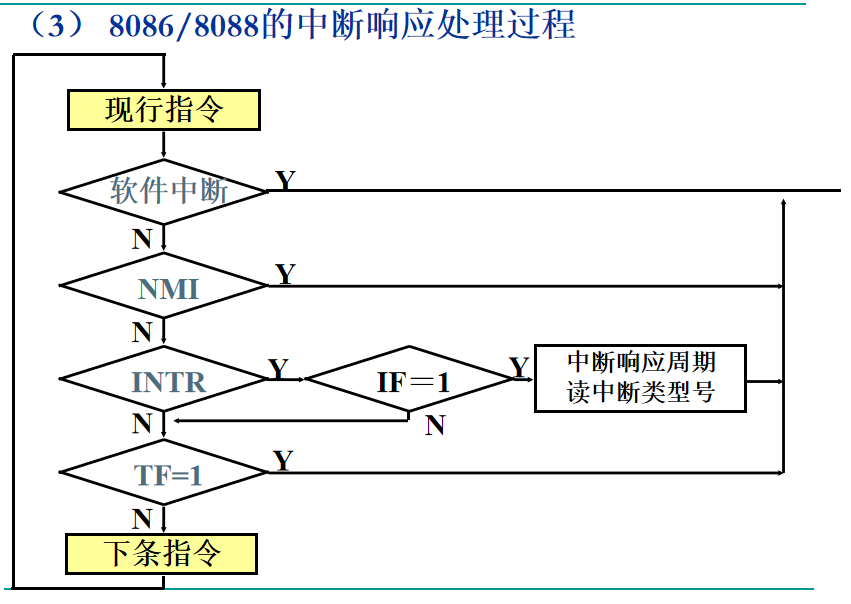 （3） 8086/8088的中断响应处理过程
现行指令
软件中断
Y
N
NMI
Y
N
INTR
Y
IF＝1
Y
中断响应周期
读中断类型号
N
N
TF=1
Y
N
下条指令